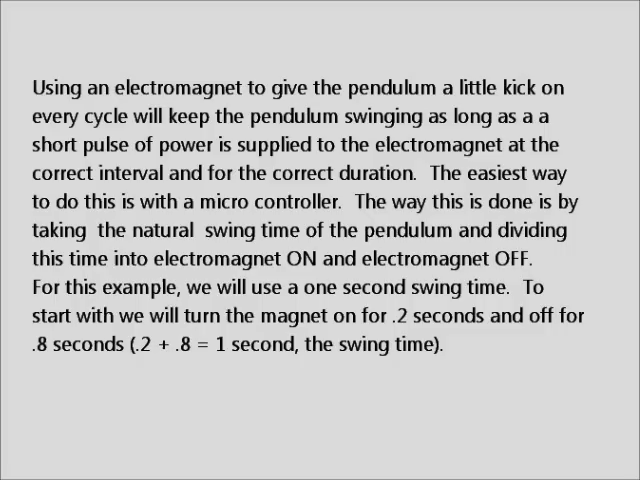 Using an electromagnet to give the pendulum a little kick on
every cycle will keep the pendulum swinging as long as a a
short pulse of power is supplied to the electromagnet at the
correct interval and for the correct duration.  The easiest way
to do this is with a micro controller.  The way this is done is by
taking  the natural  swing time of the pendulum and dividing
this time into electromagnet ON and electromagnet OFF.
For this example, we will use a one second swing time.  To
start with we will turn the magnet on for .2 seconds and off for
.8 seconds (.2 + .8 = 1 second, the swing time).